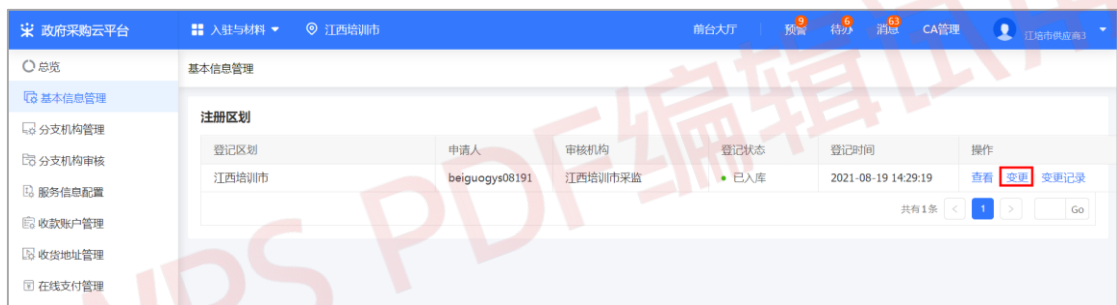 政府采购云平台 入驻与材料 江西培训市 前台大厅 预警 9 待办 6 消息 63 CA管理 江培市供应商3
总览
基本信息管理
基本信息管理
分支机构管理
分支机构审核
服务信息配置
收款账户管理
收货地址管理
在线支付管理
注册区划
登记区划 申请人 审核机构 登记状态 登记时间 操作
江西培训市 beiguogys08191 江西培训市采监 已入库 2021-08-19 14:29:19 查看 变更 变更记录
共有1条 < 1 > Go
WPS PDF编辑试用